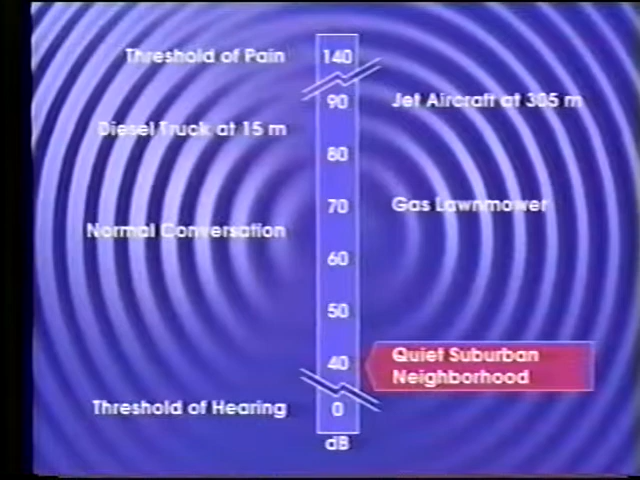 Threshold of Pain
140
90
Jet Aircraft at 305 m
Diesel Truck at 15 m
80
70
Gas Lawnmower
Normal Conversation
60
50
40
Quiet Suburban
Neighborhood
Threshold of Hearing
0
dB